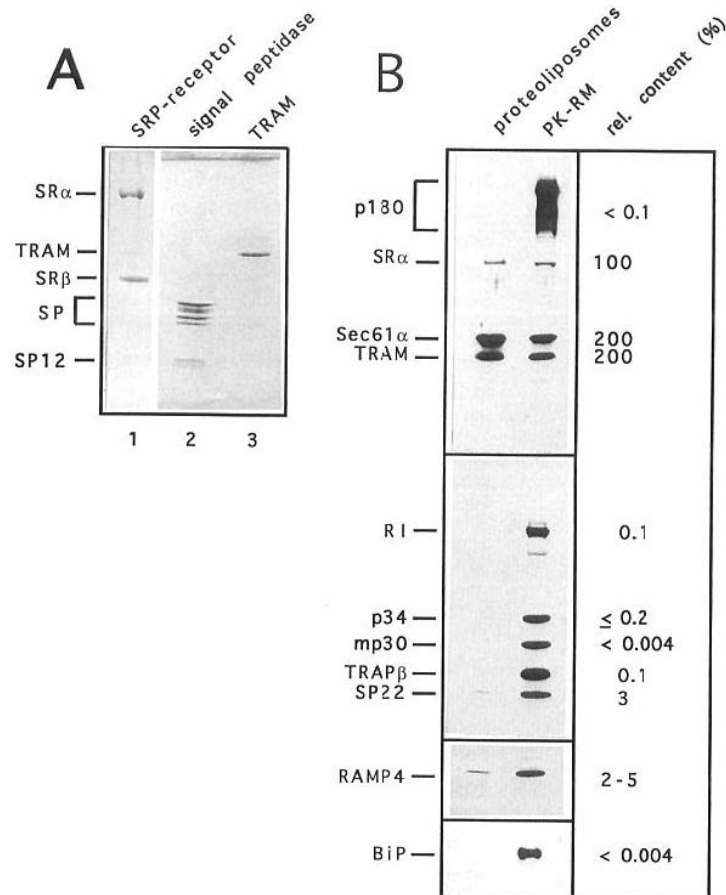 A
SRP-receptor
signal peptidase
TRAM
SRα
TRAM
SRβ
SP
SP12
1 2 3
B
proteoliposomes
PK-RM
rel. content (%)
p180 < 0.1
SRα 100
Sec61α 200
TRAM 200
RI 0.1
p34 ≤ 0.2
mp30 < 0.004
TRAPβ 0.1
SP22 3
RAMP4 2-5
BiP < 0.004